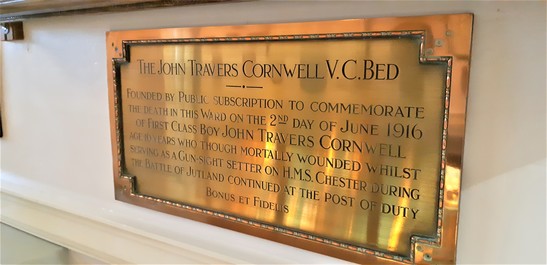 THE JOHN TRAVERS CORNWELL V.C. BED
FOUNDED BY PUBLIC SUBSCRIPTION TO COMMEMORATE
THE DEATH IN THIS WARD ON THE 2ND DAY OF JUNE 1916
OF FIRST CLASS BOY JOHN TRAVERS CORNWELL
AGE 16 YEARS WHO THOUGH MORTALLY WOUNDED WHILST
SERVING AS A GUN-SIGHT SETTER ON H.M.S. CHESTER DURING
THE BATTLE OF JUTLAND CONTINUED AT THE POST OF DUTY
BONUS ET FIDELIS